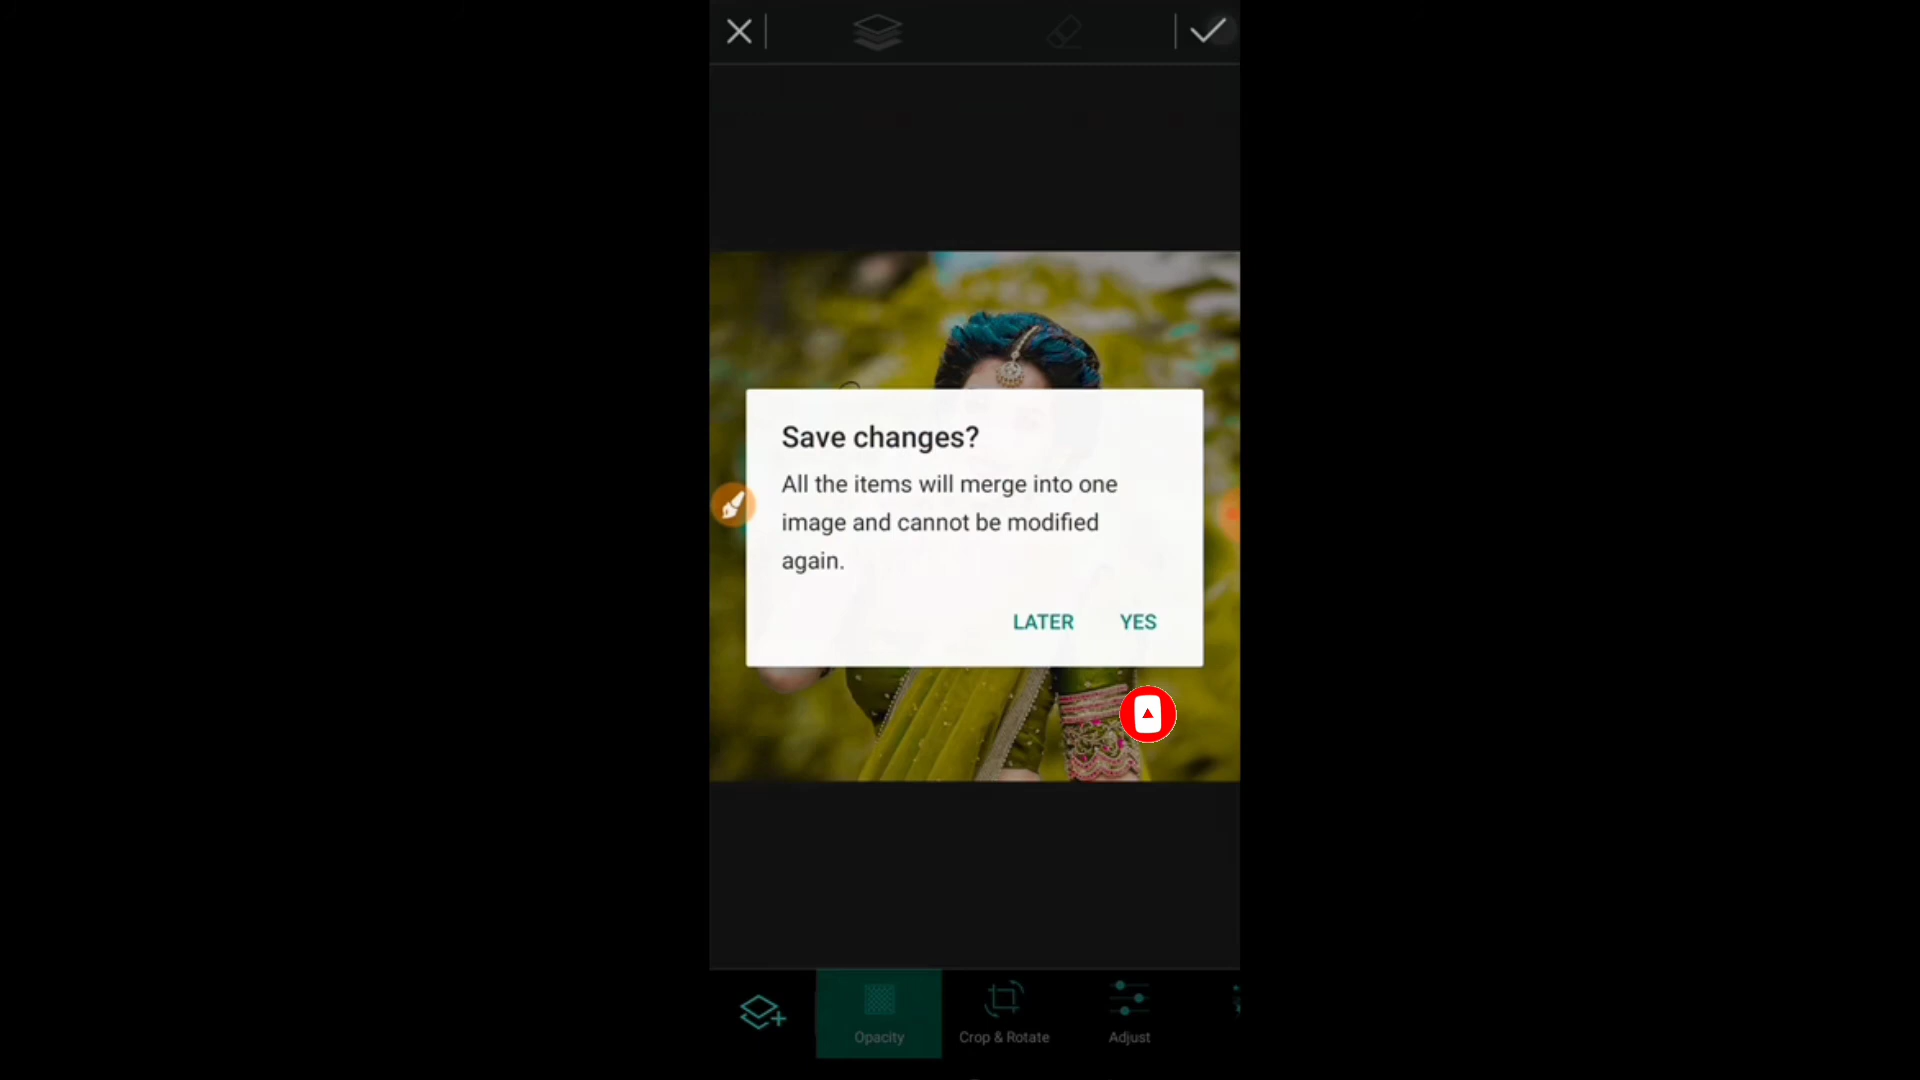 Save changes?
All the items will merge into one
image and cannot be modified
again.
LATER YES
Opacity Crop & Rotate Adjust